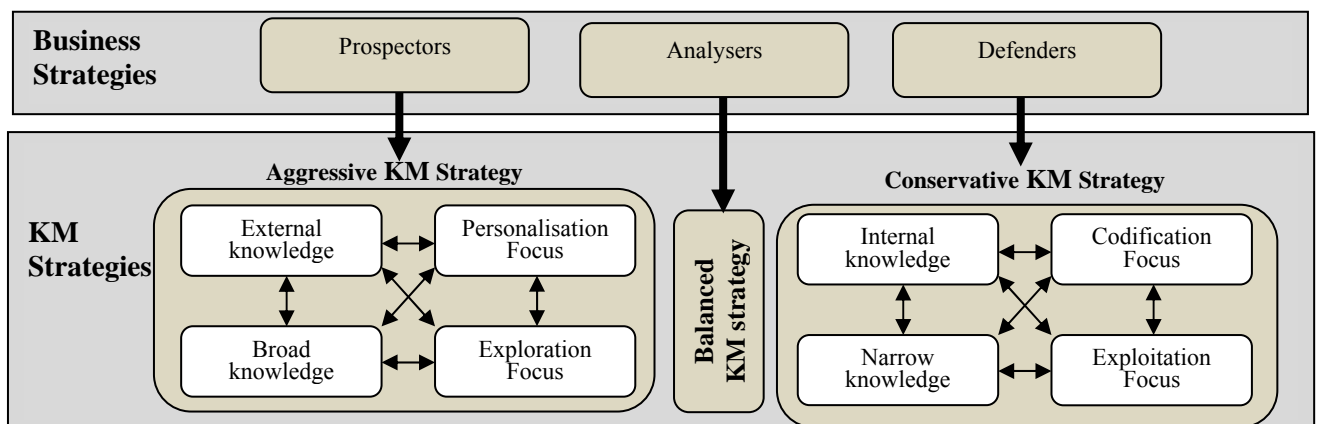 Business
Strategies
Prospectors
Analysers
Defenders
KM
Strategies
Aggressive KM Strategy
External
knowledge
Personalisation
Focus
Broad
knowledge
Exploration
Focus
Balanced
KM strategy
Conservative KM Strategy
Internal
knowledge
Codification
Focus
Narrow
knowledge
Exploitation
Focus